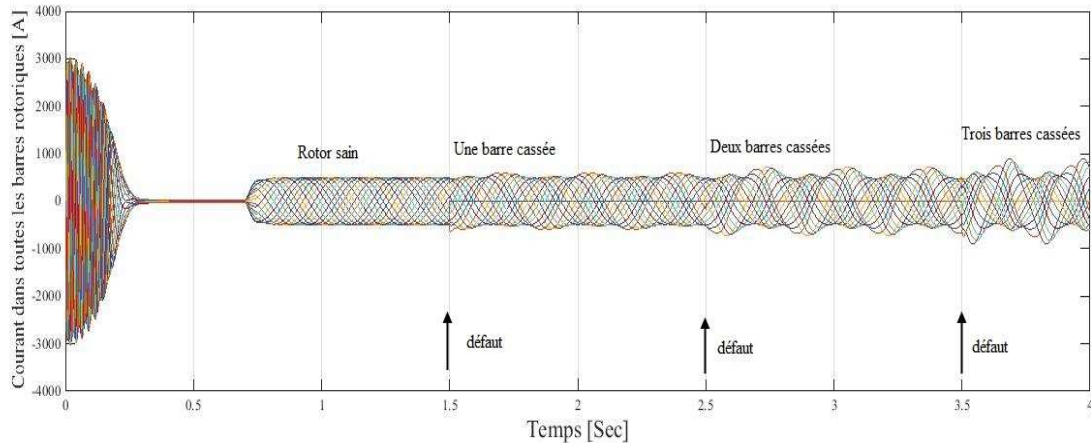 Courant dans toutes les barres rotoriques [A]
4000
3000
2000
1000
0
-1000
-2000
-3000
-4000
Rotor sain
Une barre cassée
Deux barres cassées
Trois barres cassées
défaut
défaut
défaut
0
0.5
1
1.5
2
2.5
3
3.5
4
Temps [Sec]